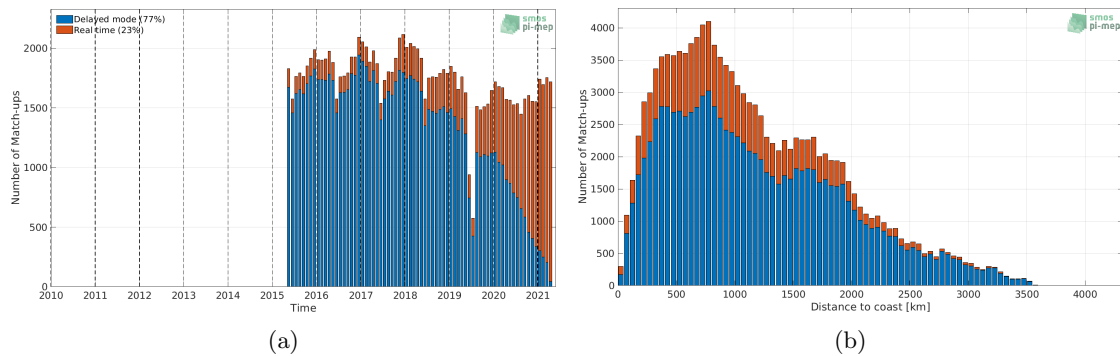 Delayed mode (77%)
Real time (23%)
smos
pi-mep
Number of Match-ups
2000
1500
1000
500
0
2010 2011 2012 2013 2014 2015 2016 2017 2018 2019 2020 2021
Time
(a)
smos
pi-mep
Number of Match-ups
4000
3500
3000
2500
2000
1500
1000
500
0
0 500 1000 1500 2000 2500 3000 3500 4000
Distance to coast [km]
(b)